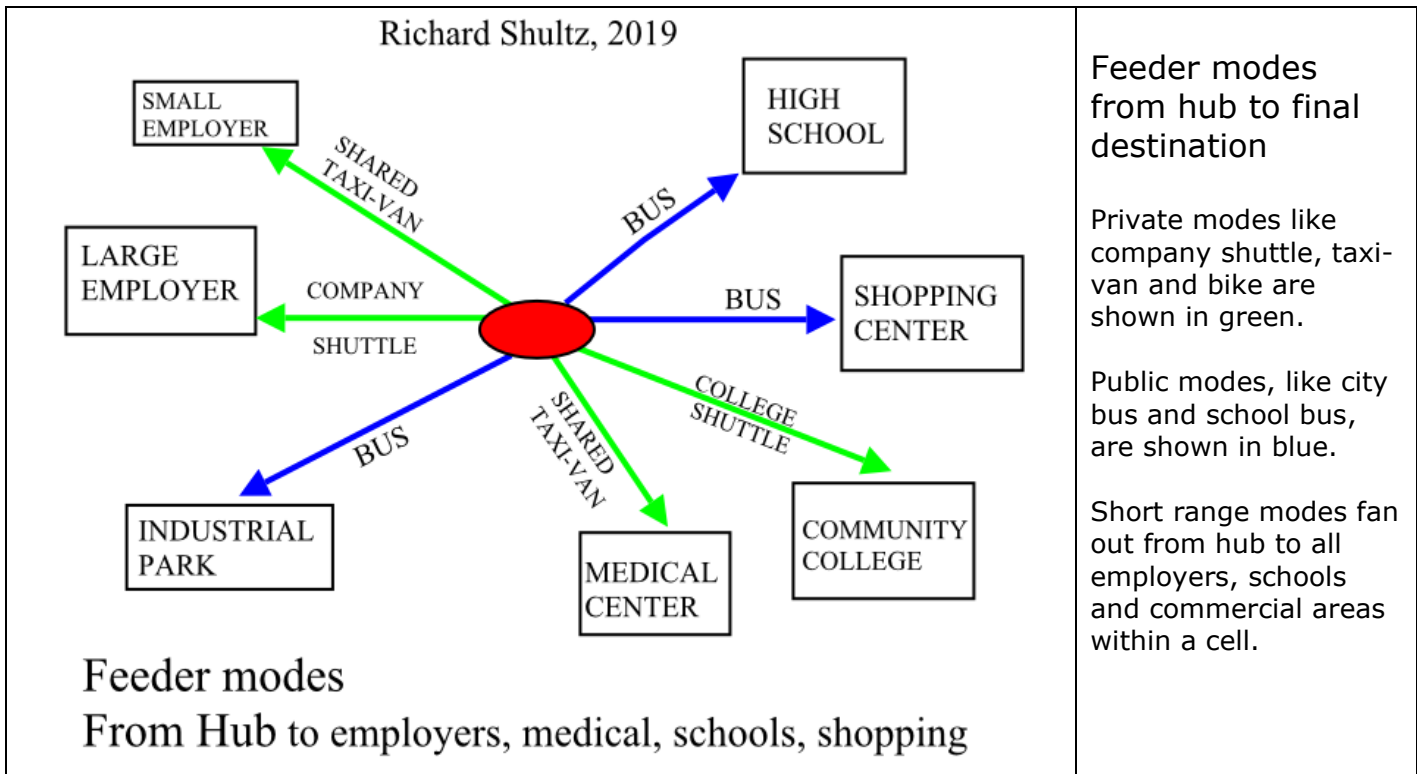 Richard Shultz, 2019
SMALL
EMPLOYER
SHARED
TAXI-VAN
HIGH
SCHOOL
BUS
LARGE
EMPLOYER
COMPANY
SHUTTLE
BUS
SHOPPING
CENTER
BUS
INDUSTRIAL
PARK
SHARED
TAXI-VAN
MEDICAL
CENTER
COLLEGE
SHUTTLE
COMMUNITY
COLLEGE
Feeder modes
From Hub to employers, medical, schools, shopping
Feeder modes
from hub to final
destination
Private modes like
company shuttle, taxi-
van and bike are
shown in green.
Public modes, like city
bus and school bus,
are shown in blue.
Short range modes fan
out from hub to all
employers, schools
and commercial areas
within a cell.